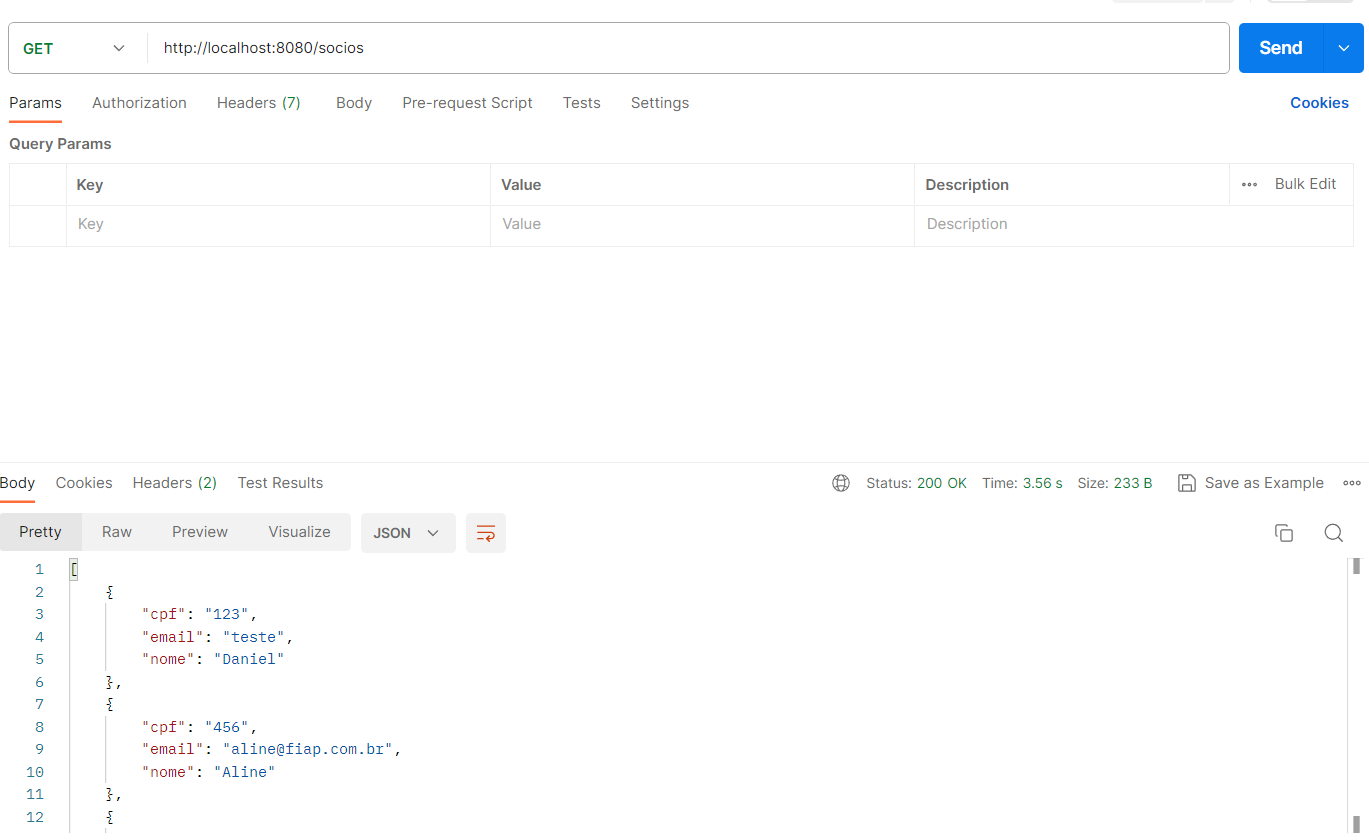 GET http://localhost:8080/socios Send
Params Authorization Headers (7) Body Pre-request Script Tests Settings Cookies
Query Params
Key Value Description ••• Bulk Edit
Key Value Description
Body Cookies Headers (2) Test Results Status: 200 OK Time: 3.56 s Size: 233 B Save as Example
Pretty Raw Preview Visualize JSON
1 [
2 {
3 "cpf": "123",
4 "email": "teste",
5 "nome": "Daniel"
6 },
7 {
8 "cpf": "456",
9 "email": "aline@fiap.com.br",
10 "nome": "Aline"
11 },
12 {